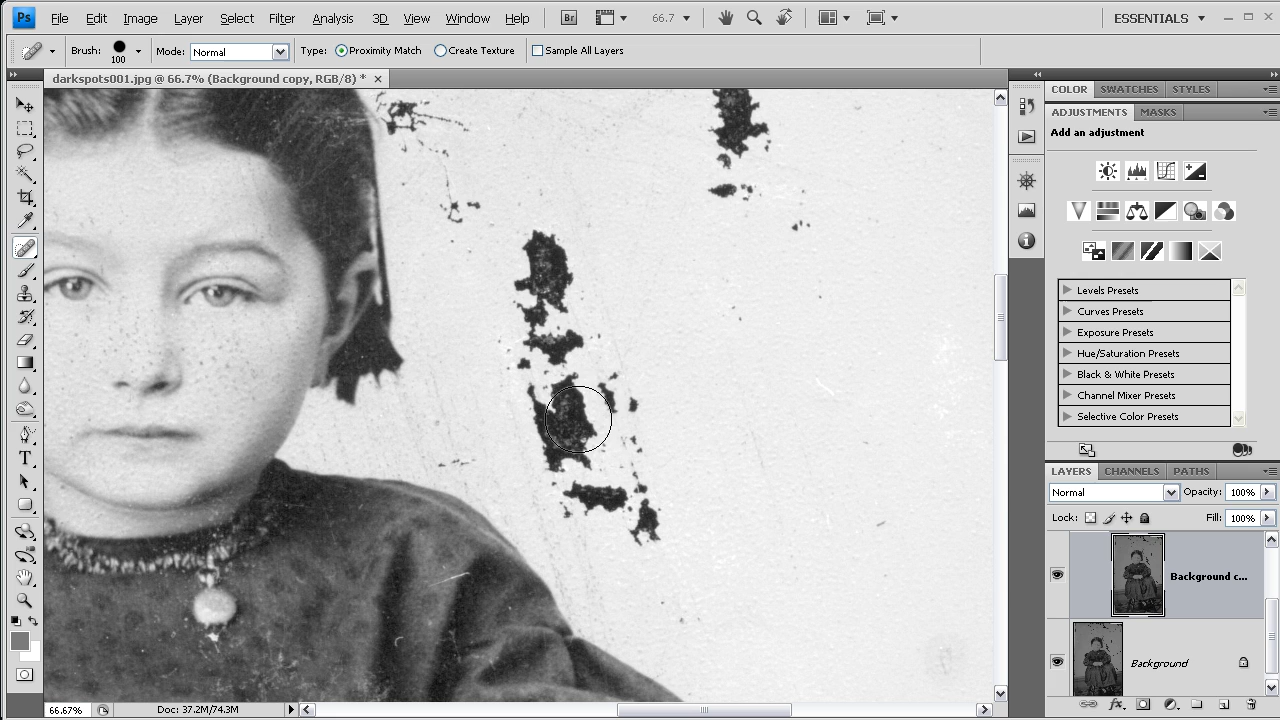 Ps File Edit Image Layer Select Filter Analysis 3D View Window Help Br 66.7 ESSENTIALS
Brush: 100 Mode: Normal Type: Proximity Match Create Texture Sample All Layers
darkspots001.jpg @ 66.7% (Background copy, RGB/8) *
COLOR SWATCHES STYLES
ADJUSTMENTS MASKS
Add an adjustment
Levels Presets
Curves Presets
Exposure Presets
Hue/Saturation Presets
Black & White Presets
Channel Mixer Presets
Selective Color Presets
LAYERS CHANNELS PATHS
Normal Opacity: 100%
Lock: Fill: 100%
Background c...
Background
66.67% Doc: 37.2M/74.3M